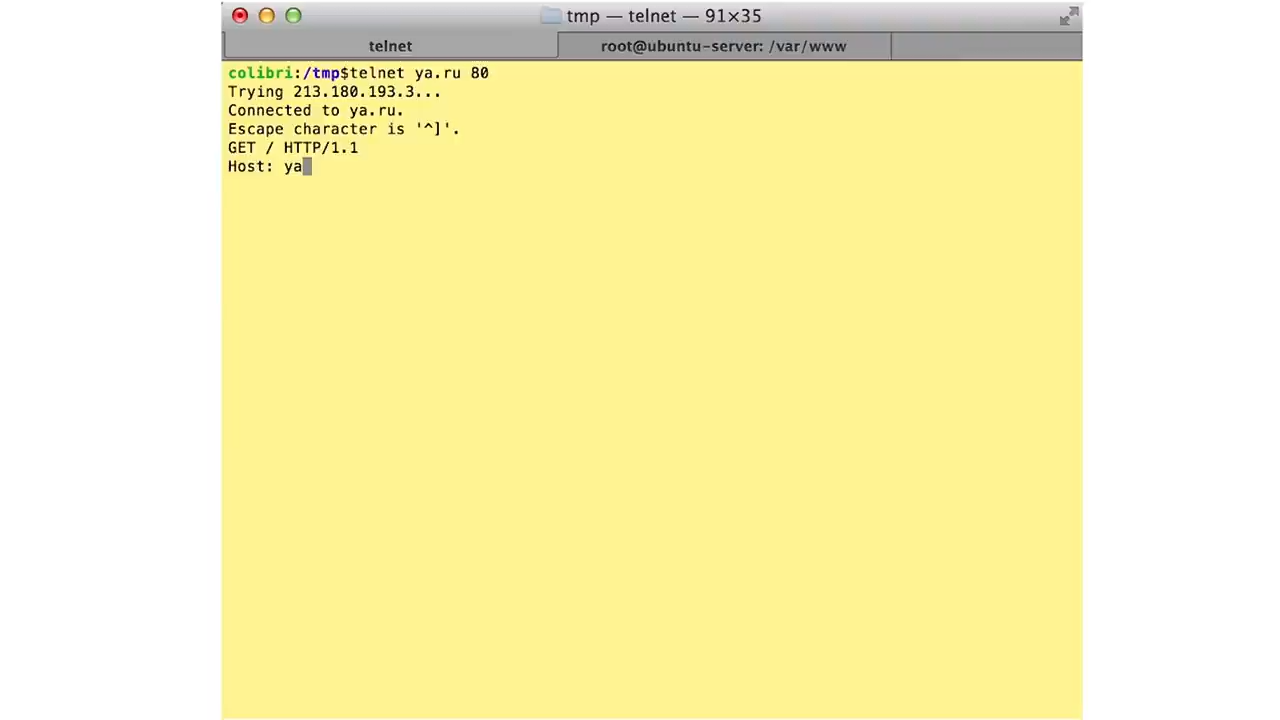 tmp — telnet — 91×35
telnet
root@ubuntu-server: /var/www
colibri:/tmp$telnet ya.ru 80
Trying 213.180.193.3...
Connected to ya.ru.
Escape character is '^]'.
GET / HTTP/1.1
Host: ya